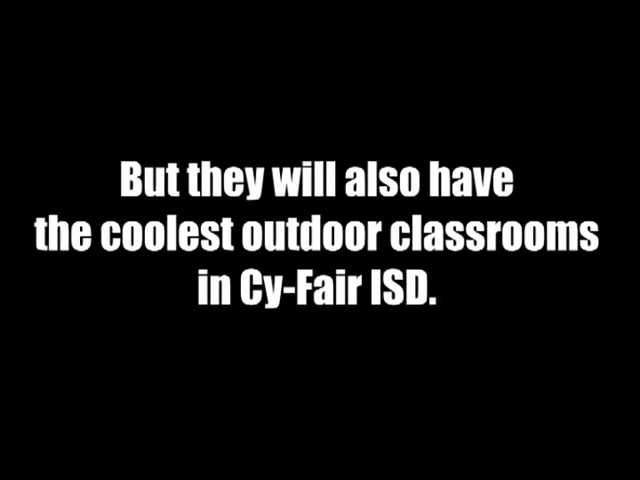 But they will also have
the coolest outdoor classrooms
in Cy-Fair ISD.